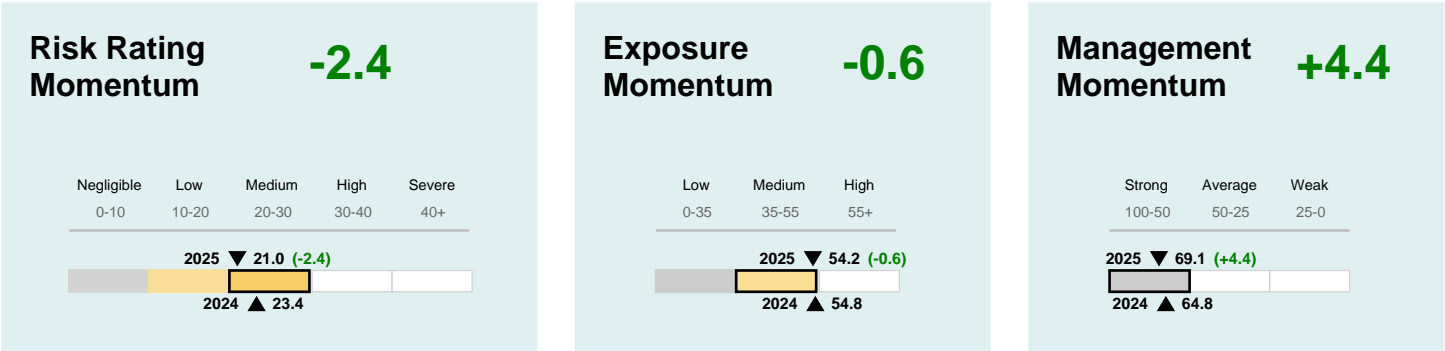 Risk Rating
Momentum
-2.4
Negligible Low Medium High Severe
0-10 10-20 20-30 30-40 40+
2025 ▼ 21.0 (-2.4)
2024 ▲ 23.4
Exposure
Momentum
-0.6
Low Medium High
0-35 35-55 55+
2025 ▼ 54.2 (-0.6)
2024 ▲ 54.8
Management
Momentum
+4.4
Strong Average Weak
100-50 50-25 25-0
2025 ▼ 69.1 (+4.4)
2024 ▲ 64.8